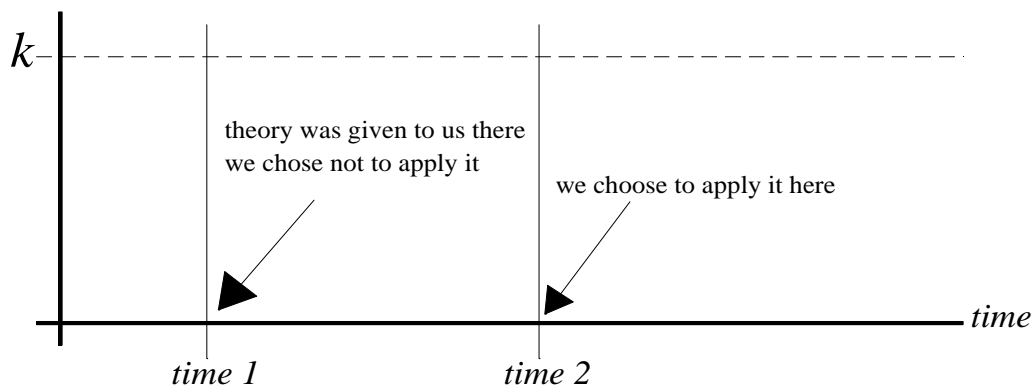 k
theory was given to us there
we chose not to apply it
we choose to apply it here
time
time 1
time 2